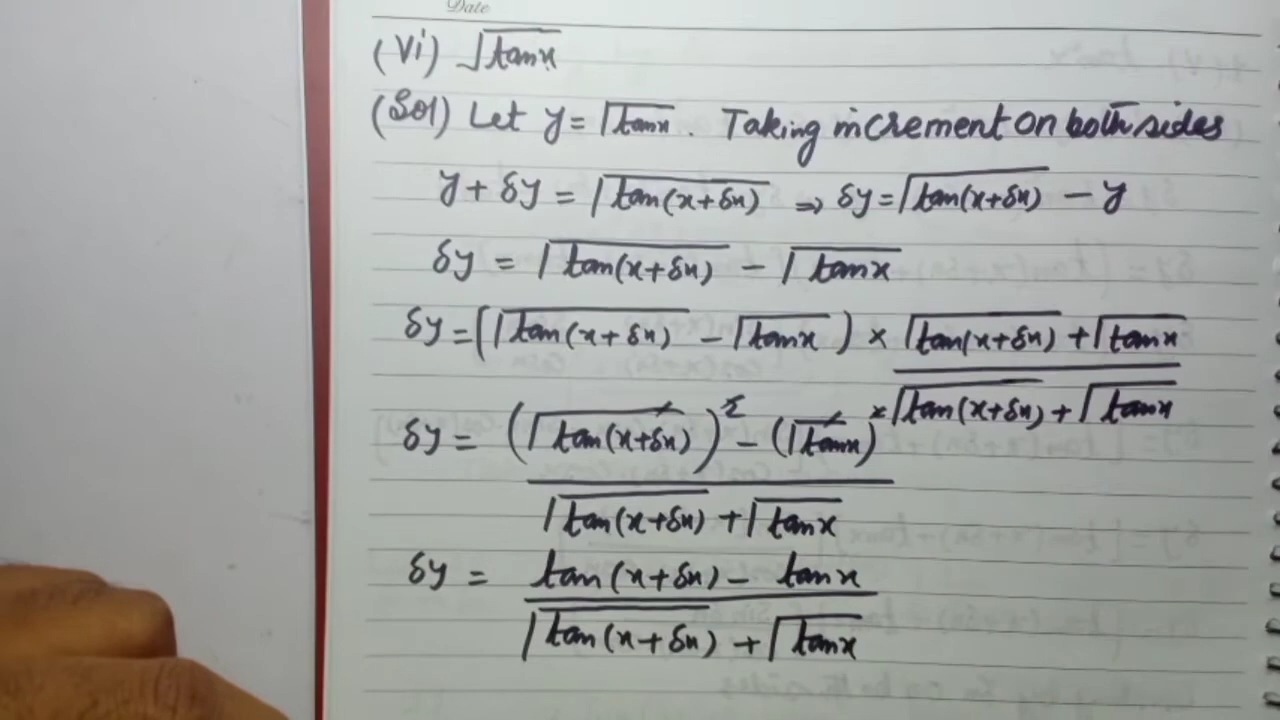 Date
(Vi) √tanx
(Sol) Let y = √tanx. Taking increment on both sides
y + δy = √tan(x+δx) ⇒ δy = √tan(x+δx) − y
δy = √tan(x+δx) − √tanx
δy = (√tan(x+δx) − √tanx) × √tan(x+δx) + √tanx
√tan(x+δx) + √tanx
δy = (√tan(x+δx))² − (√tanx)²
√tan(x+δx) + √tanx
δy = tan(x+δx) − tanx
√tan(x+δx) + √tanx